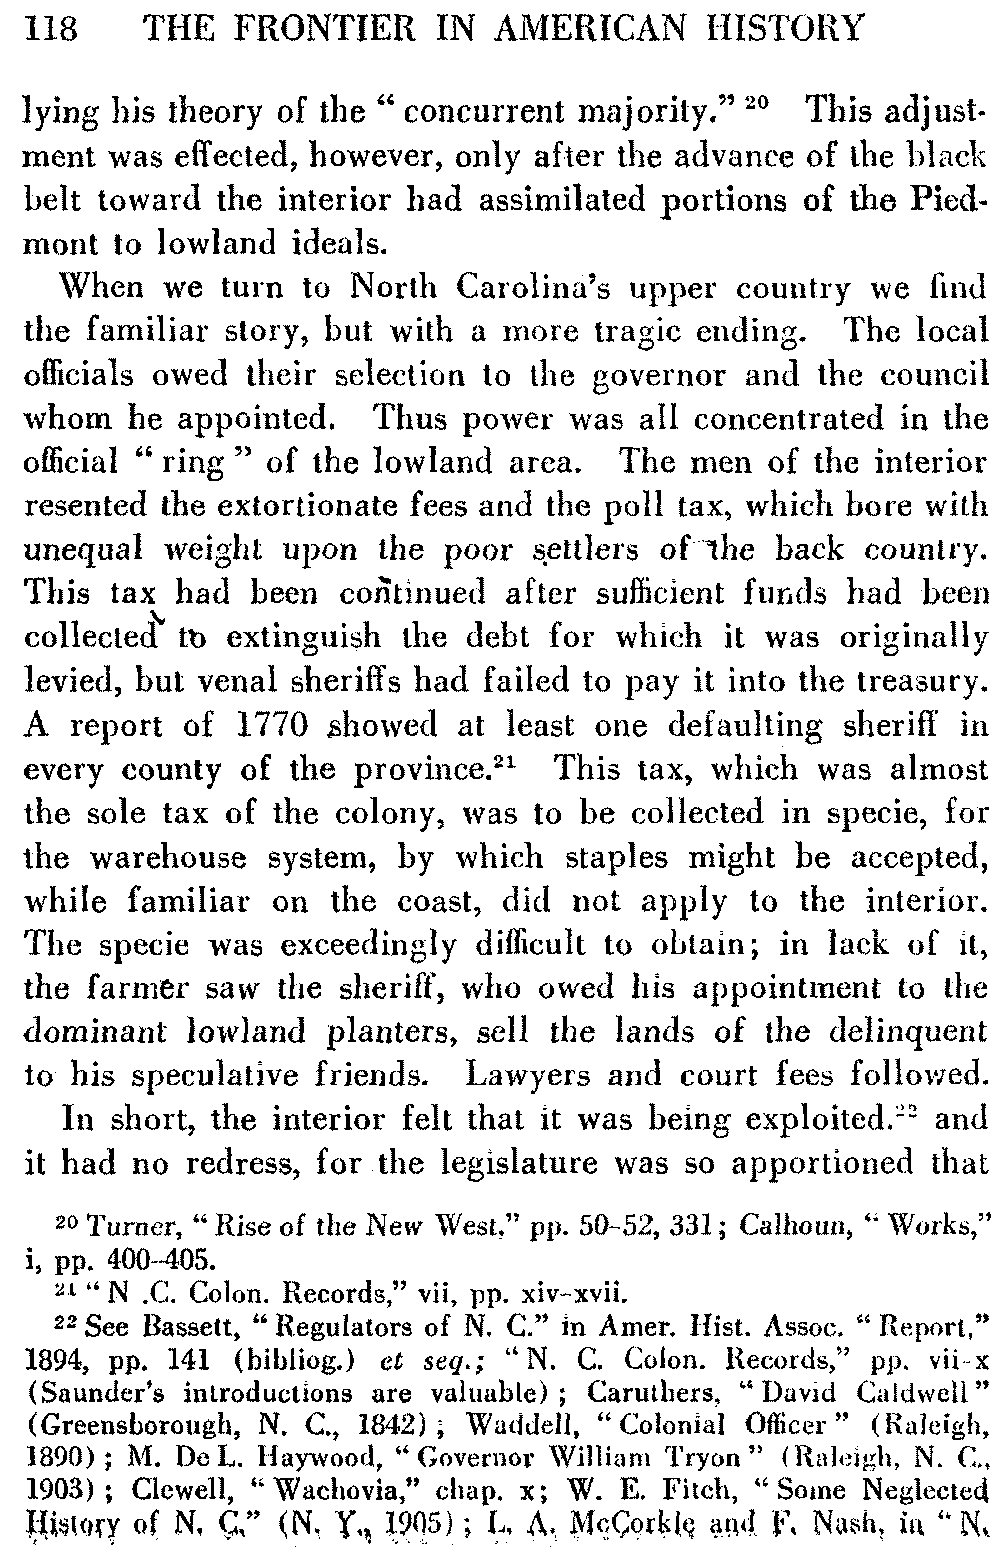 118 THE FRONTIER IN AMERICAN HISTORY
lying his theory of the “ concurrent majority.” 20 This adjust-
ment was effected, however, only after the advance of the black
belt toward the interior had assimilated portions of the Pied-
mont to lowland ideals.
When we turn to North Carolina’s upper country we find
the familiar story, but with a more tragic ending. The local
officials owed their selection to the governor and the council
whom he appointed. Thus power was all concentrated in the
official “ ring ” of the lowland area. The men of the interior
resented the extortionate fees and the poll tax, which bore with
unequal weight upon the poor settlers of the back country.
This tax had been continued after sufficient funds had been
collected to extinguish the debt for which it was originally
levied, but venal sheriffs had failed to pay it into the treasury.
A report of 1770 showed at least one defaulting sheriff in
every county of the province.21 This tax, which was almost
the sole tax of the colony, was to be collected in specie, for
the warehouse system, by which staples might be accepted,
while familiar on the coast, did not apply to the interior.
The specie was exceedingly difficult to obtain; in lack of it,
the farmer saw the sheriff, who owed his appointment to the
dominant lowland planters, sell the lands of the delinquent
to his speculative friends. Lawyers and court fees followed.
In short, the interior felt that it was being exploited.22 and
it had no redress, for the legislature was so apportioned that
20 Turner, “ Rise of the New West,” pp. 50–52, 331; Calhoun, “ Works,”
i, pp. 400–405.
21 “ N .C. Colon. Records,” vii, pp. xiv–xvii.
22 See Bassett, “ Regulators of N. C.” in Amer. Hist. Assoc. “ Report,”
1894, pp. 141 (bibliog.) et seq.; “ N. C. Colon. Records,” pp. vii–x
(Saunder’s introductions are valuable) ; Caruthers, “ David Caldwell ”
(Greensborough, N. C., 1842) ; Waddell, “ Colonial Officer ” (Raleigh,
1890) ; M. De L. Haywood, “ Governor William Tryon ” (Raleigh, N. C.,
1903) ; Clewell, “ Wachovia,” chap. x; W. E. Fitch, “ Some Neglected
History of N. C.” (N. Y., 1905) ; L. A. McCorkle and F. Nash, in “ N.